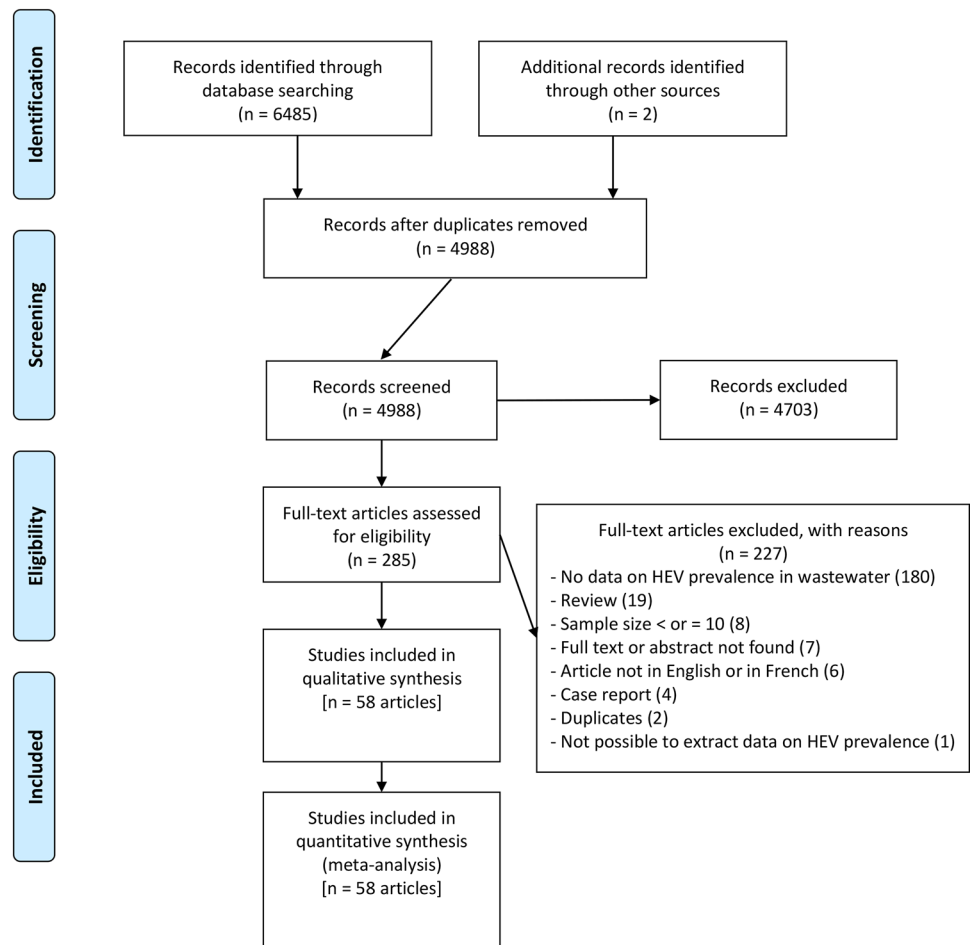 Identification
Records identified through
database searching
(n = 6485)
Additional records identified
through other sources
(n = 2)
Records after duplicates removed
(n = 4988)
Screening
Records screened
(n = 4988)
Records excluded
(n = 4703)
Eligibility
Full-text articles assessed
for eligibility
(n = 285)
Full-text articles excluded, with reasons
(n = 227)
- No data on HEV prevalence in wastewater (180)
- Review (19)
- Sample size < or = 10 (8)
- Full text or abstract not found (7)
- Article not in English or in French (6)
- Case report (4)
- Duplicates (2)
- Not possible to extract data on HEV prevalence (1)
Studies included in
qualitative synthesis
[n = 58 articles]
Included
Studies included in
quantitative synthesis
(meta-analysis)
[n = 58 articles]